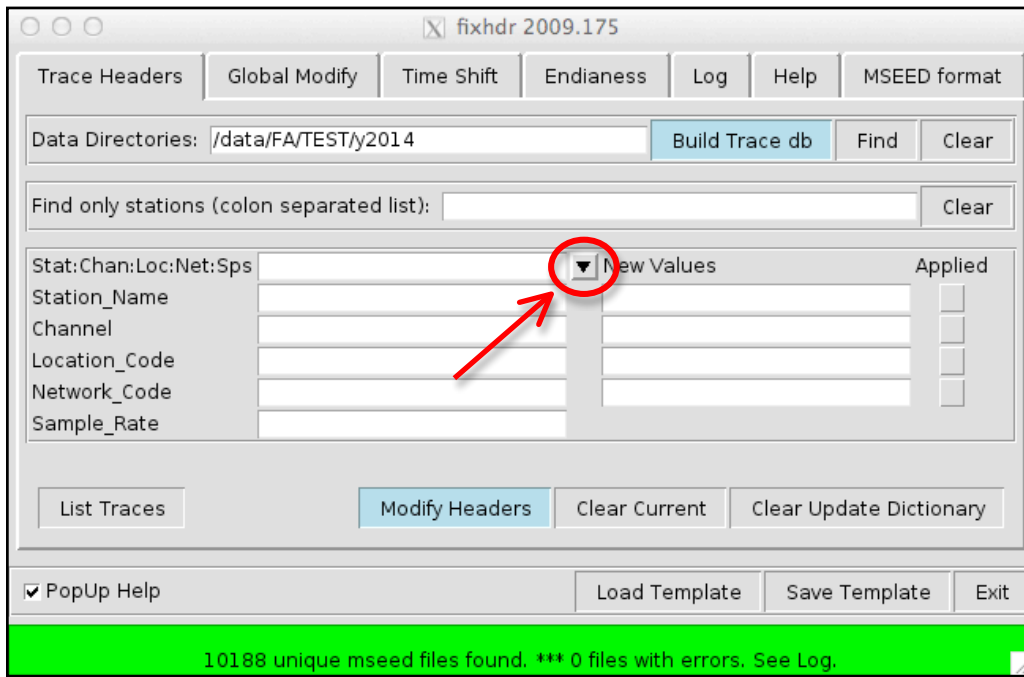 fixhdr 2009.175
Trace Headers Global Modify Time Shift Endianess Log Help MSEED format
Data Directories: /data/FA/TEST/y2014 Build Trace db Find Clear
Find only stations (colon separated list): Clear
Stat:Chan:Loc:Net:Sps New Values Applied
Station_Name
Channel
Location_Code
Network_Code
Sample_Rate
List Traces Modify Headers Clear Current Clear Update Dictionary
PopUp Help Load Template Save Template Exit
10188 unique mseed files found. *** 0 files with errors. See Log.